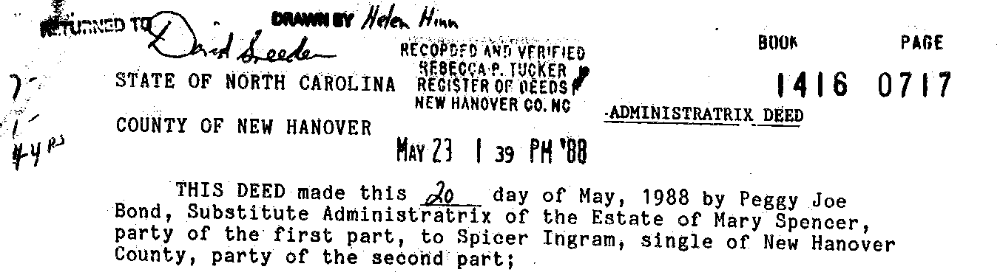 RETURNED TO David Breeden
DRAWN BY Helen Hinn
RECORDED AND VERIFIED
REBECCA P. TUCKER
REGISTER OF DEEDS
NEW HANOVER CO. NC
BOOK PAGE
1416 0717
7-
1-
STATE OF NORTH CAROLINA
COUNTY OF NEW HANOVER
ADMINISTRATRIX DEED
MAY 23 1 39 PM '88
THIS DEED made this 20 day of May, 1988 by Peggy Joe
Bond, Substitute Administratrix of the Estate of Mary Spencer,
party of the first part, to Spicer Ingram, single of New Hanover
County, party of the second part;